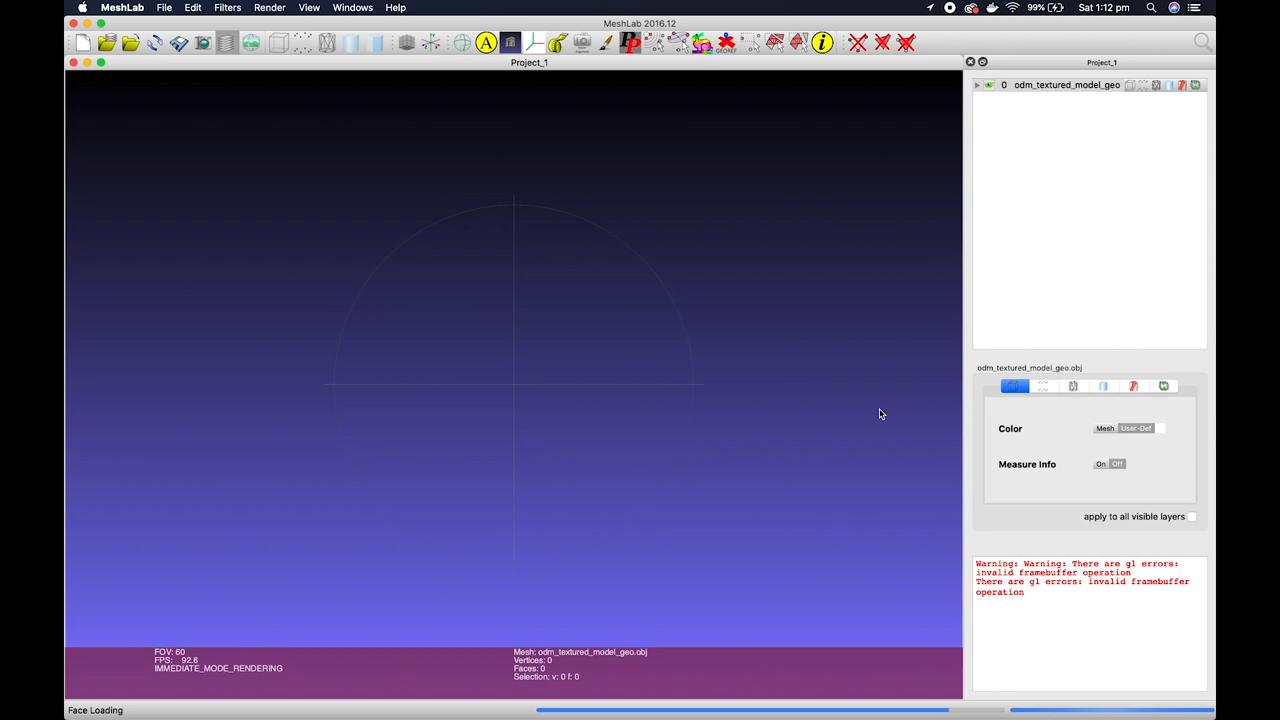 MeshLab File Edit Filters Render View Windows Help 99% Sat 1:12 pm
MeshLab 2016.12
A PP GEOREF i
Project_1
Project_1
0 odm_textured_model_geo
odm_textured_model_geo.obj
Color Mesh User-Def
Measure Info On Off
apply to all visible layers
Warning: Warning: There are gl errors:
invalid framebuffer operation
There are gl errors: invalid framebuffer
operation
FOV: 60
FPS: 92.6
IMMEDIATE_MODE_RENDERING
Mesh: odm_textured_model_geo.obj
Vertices: 0
Faces: 0
Selection: v: 0 f: 0
Face Loading